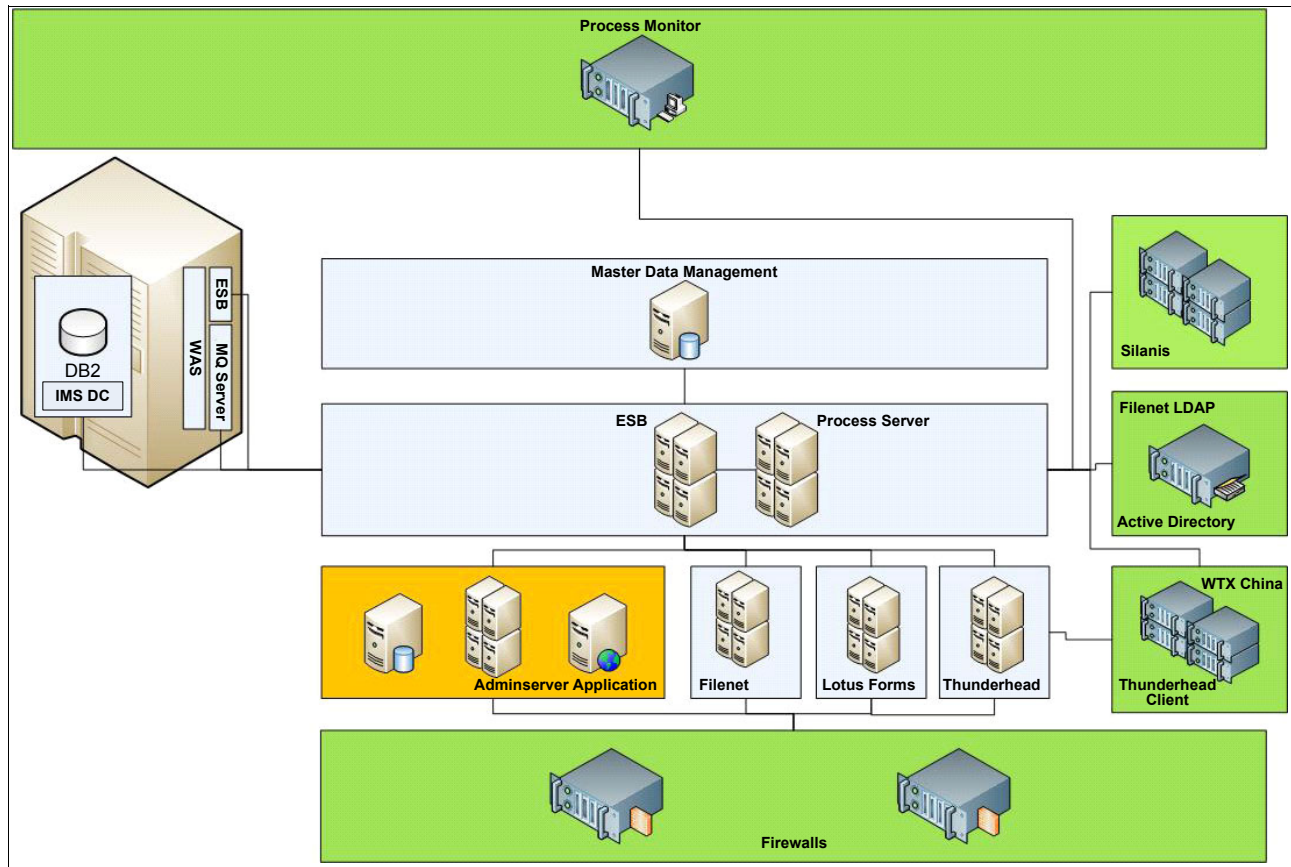 Process Monitor
Master Data Management
Silanis
ESB
WAS
MQ Server
DB2
IMS DC
ESB
Process Server
Filenet LDAP
Active Directory
Adminserver Application
Filenet
Lotus Forms
Thunderhead
WTX China
Thunderhead
Client
Firewalls